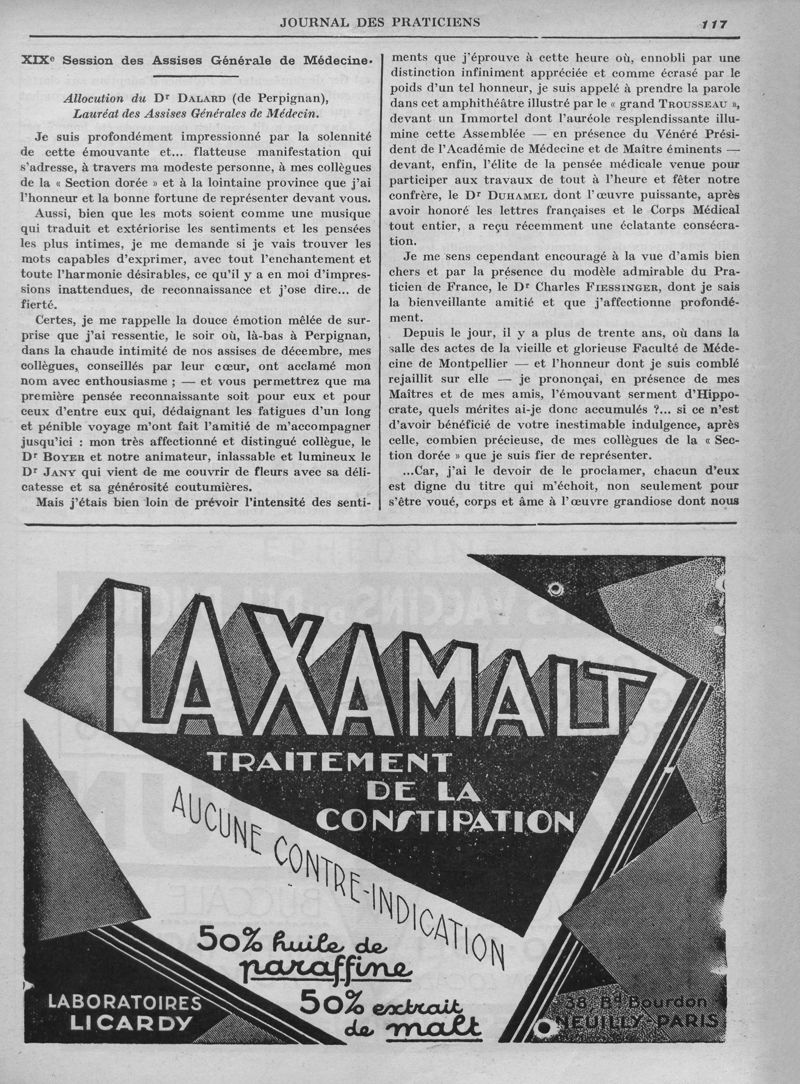 JOURNAL DES PRATICIENS
117
XIXe Session des Assises Générale de Médecine.
Allocution du Dr DALARD (de Perpignan),
Lauréat des Assises Générales de Médecin.
Je suis profondément impressionné par la solennité
de cette émouvante et... flatteuse manifestation qui
s'adresse, à travers ma modeste personne, à mes collègues
de la « Section dorée » et à la lointaine province que j'ai
l'honneur et la bonne fortune de représenter devant vous.
Aussi, bien que les mots soient comme une musique
qui traduit et extériorise les sentiments et les pensées
les plus intimes, je me demande si je vais trouver les
mots capables d'exprimer, avec tout l'enchantement et
toute l'harmonie désirables, ce qu'il y a en moi d'impres-
sions inattendues, de reconnaissance et j'ose dire... de
fierté.
Certes, je me rappelle la douce émotion mêlée de sur-
prise que j'ai ressentie, le soir où, là-bas à Perpignan,
dans la chaude intimité de nos assises de décembre, mes
collègues, conseillés par leur cœur, ont acclamé mon
nom avec enthousiasme ; — et vous permettrez que ma
première pensée reconnaissante soit pour eux et pour
ceux d'entre eux qui, dédaignant les fatigues d'un long
et pénible voyage m'ont fait l'amitié de m'accompagner
jusqu'ici : mon très affectionné et distingué collègue, le
Dr BOYER et notre animateur, inlassable et lumineux le
Dr JANY qui vient de me couvrir de fleurs avec sa déli-
catesse et sa générosité coutumières.
Mais j'étais bien loin de prévoir l'intensité des senti-
ments que j'éprouve à cette heure où, ennobli par une
distinction infiniment appréciée et comme écrasé par le
poids d'un tel honneur, je suis appelé à prendre la parole
dans cet amphithéâtre illustré par le « grand TROUSSEAU »,
devant un Immortel dont l'auréole resplendissante illu-
mine cette Assemblée — en présence du Vénéré Prési-
dent de l'Académie de Médecine et de Maître éminents —
devant, enfin, l'élite de la pensée médicale venue pour
participer aux travaux de tout à l'heure et fêter notre
confrère, le Dr DUHAMEL dont l'œuvre puissante, après
avoir honoré les lettres françaises et le Corps Médical
tout entier, a reçu récemment une éclatante consécra-
tion.
Je me sens cependant encouragé à la vue d'amis bien
chers et par la présence du modèle admirable du Pra-
ticien de France, le Dr Charles FIESSINGER, dont je sais
la bienveillante amitié et que j'affectionne profondé-
ment.
Depuis le jour, il y a plus de trente ans, où dans la
salle des actes de la vieille et glorieuse Faculté de Méde-
cine de Montpellier — et l'honneur dont je suis comblé
rejaillit sur elle — je prononçai, en présence de mes
Maîtres et de mes amis, l'émouvant serment d'Hippo-
crate, quels mérites ai-je donc accumulés ?... si ce n'est
d'avoir bénéficié de votre inestimable indulgence, après
celle, combien précieuse, de mes collègues de la « Sec-
tion dorée » que je suis fier de représenter.
...Car, j'ai le devoir de le proclamer, chacun d'eux
est digne du titre qui m'échoit, non seulement pour
s'être voué, corps et âme à l'œuvre grandiose dont nous
LAXAMALT
TRAITEMENT
DE LA
CONSTIPATION
AUCUNE CONTRE-INDICATION
50% huile de
paraffine
50% extrait
de malt
LABORATOIRES
LICARDY
38, Bd Bourdon
NEUILLY-PARIS